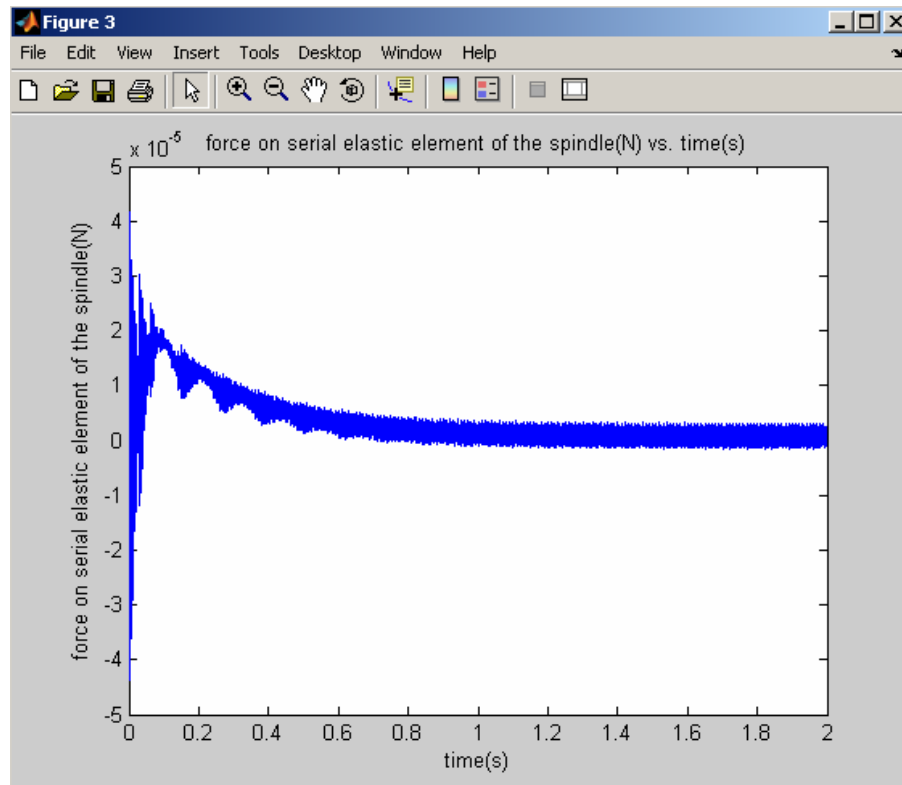 Figure 3
File Edit View Insert Tools Desktop Window Help
x 10^-5 force on serial elastic element of the spindle(N) vs. time(s)
force on serial elastic element of the spindle(N)
5
4
3
2
1
0
-1
-2
-3
-4
-5
0 0.2 0.4 0.6 0.8 1 1.2 1.4 1.6 1.8 2
time(s)